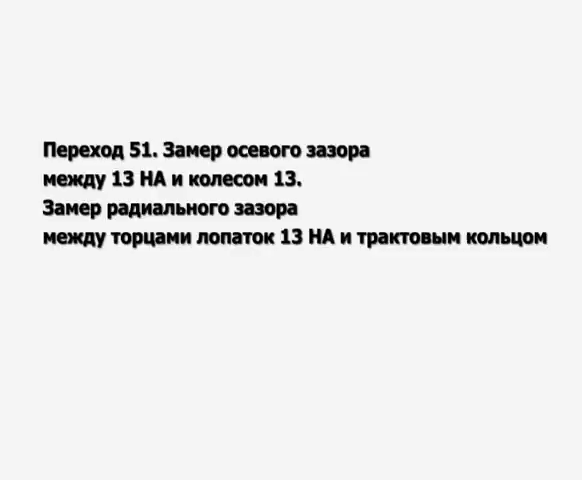 Переход 51. Замер осевого зазора
между 13 НА и колесом 13.
Замер радиального зазора
между торцами лопаток 13 НА и трактовым кольцом